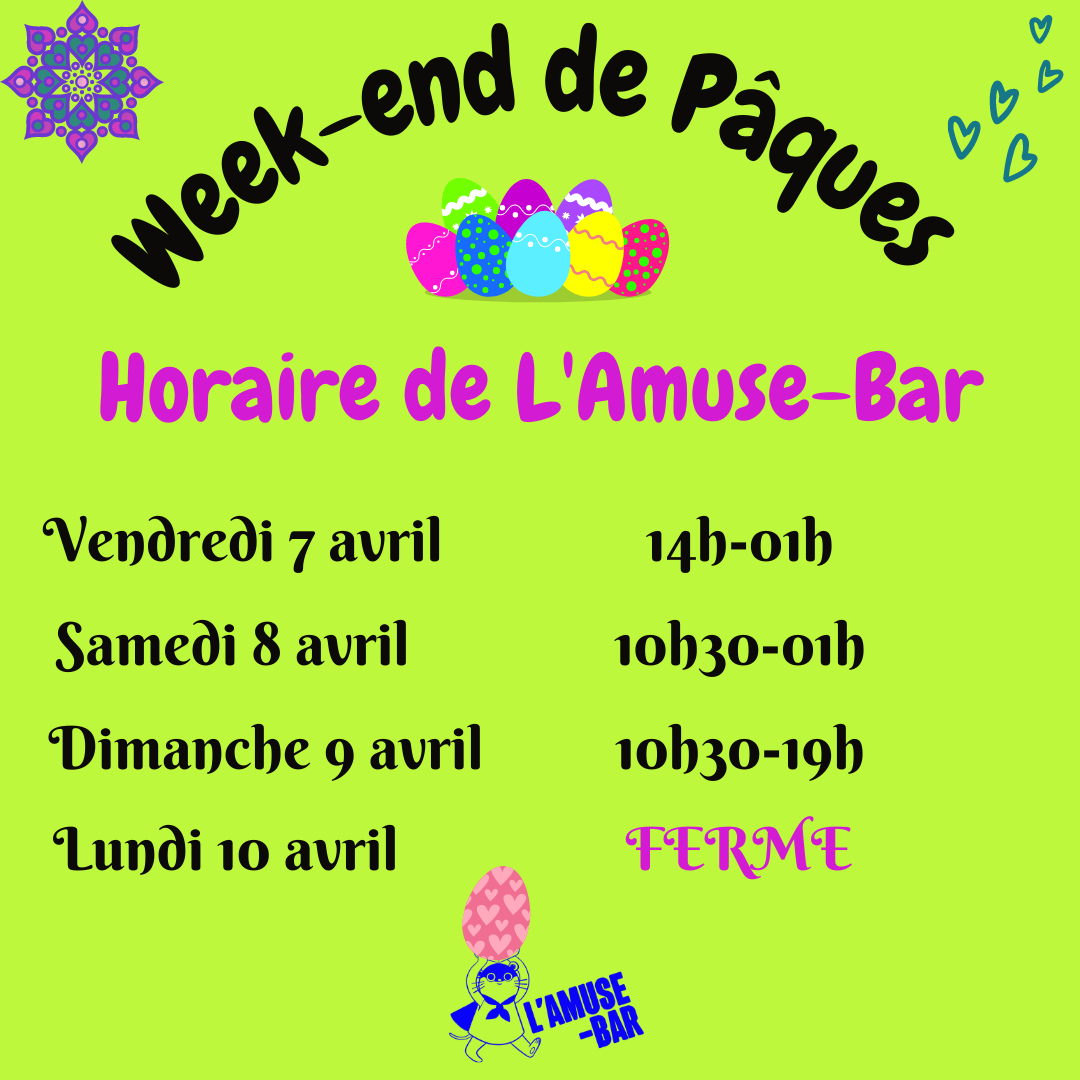 Week-end de Pâques
Horaire de L'Amuse-Bar
Vendredi 7 avril 14h-01h
Samedi 8 avril 10h30-01h
Dimanche 9 avril 10h30-19h
Lundi 10 avril FERME
L'AMUSE
-BAR